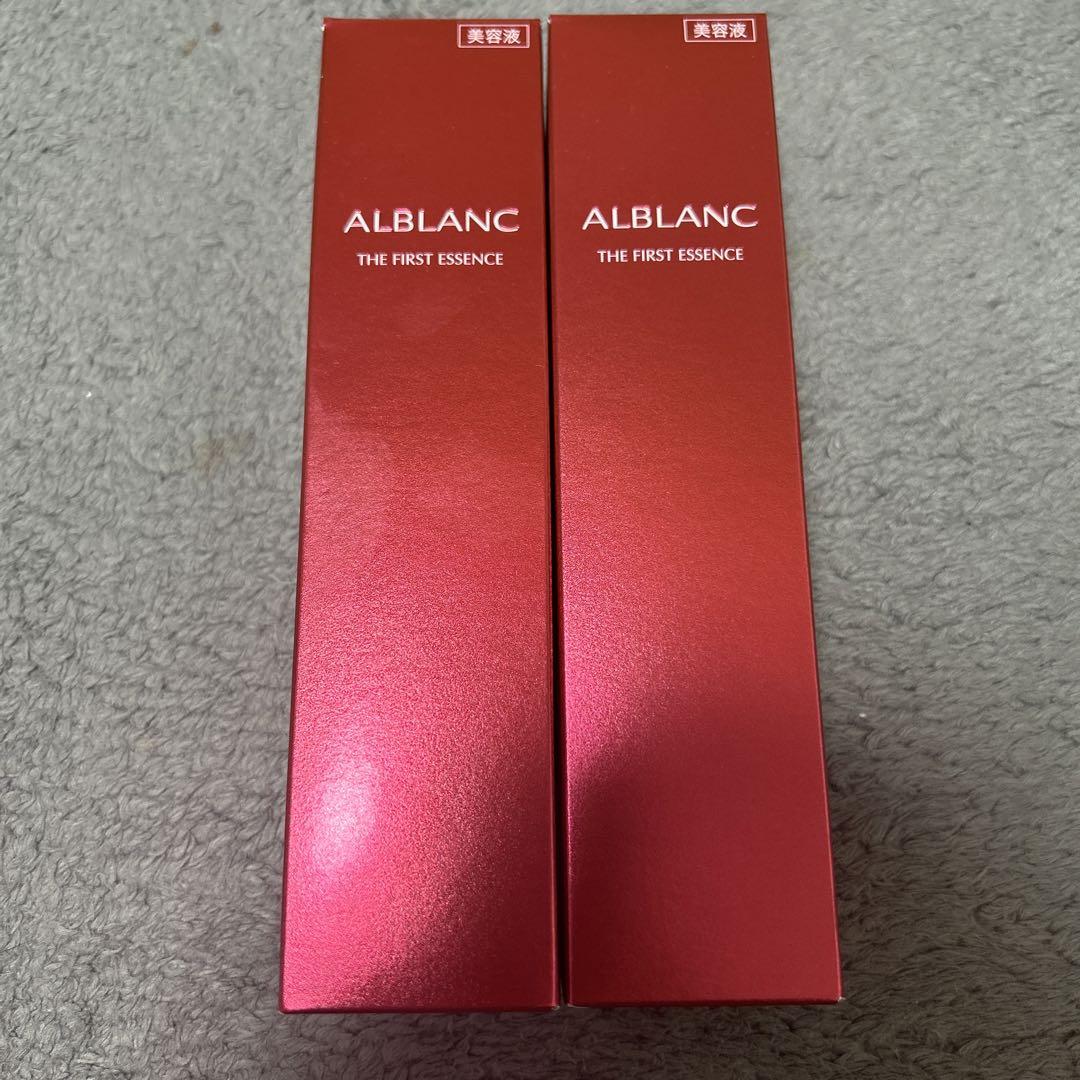 美容液
ALBLANC
THE FIRST ESSENCE
美容液
ALBLANC
THE FIRST ESSENCE